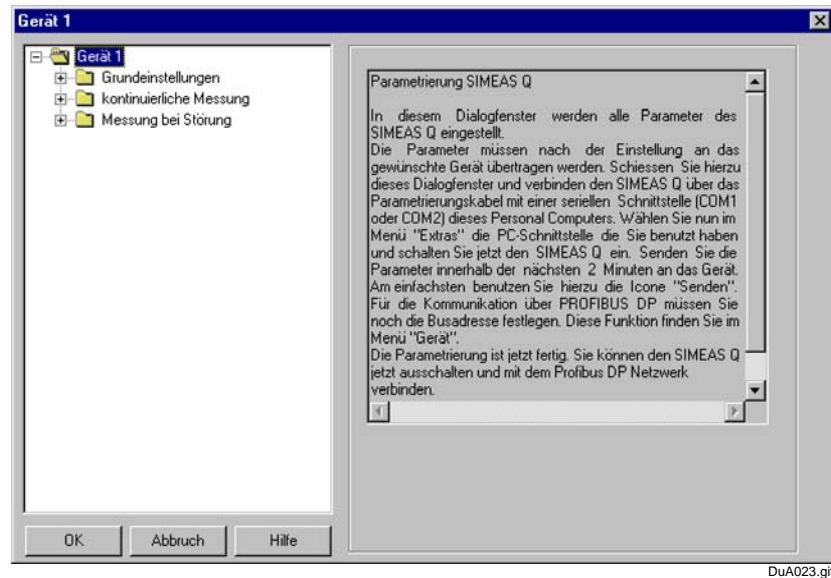 Gerät 1
Gerät 1
Grundeinstellungen
kontinuierliche Messung
Messung bei Störung
Parametrierung SIMEAS Q
In diesem Dialogfenster werden alle Parameter des
SIMEAS Q eingestellt.
Die Parameter müssen nach der Einstellung an das
gewünschte Gerät übertragen werden. Schiessen Sie hierzu
dieses Dialogfenster und verbinden den SIMEAS Q über das
Parametrierungskabel mit einer seriellen Schnittstelle (COM1
oder COM2) dieses Personal Computers. Wählen Sie nun im
Menü "Extras" die PC-Schnittstelle die Sie benutzt haben
und schalten Sie jetzt den SIMEAS Q ein. Senden Sie die
Parameter innerhalb der nächsten 2 Minuten an das Gerät.
Am einfachsten benutzen Sie hierzu die Icone "Senden".
Für die Kommunikation über PROFIBUS DP müssen Sie
noch die Busadresse festlegen. Diese Funktion finden Sie im
Menü "Gerät".
Die Parametrierung ist jetzt fertig. Sie können den SIMEAS Q
jetzt ausschalten und mit dem Profibus DP Netzwerk
verbinden.
OK
Abbruch
Hilfe
DuA023.gi